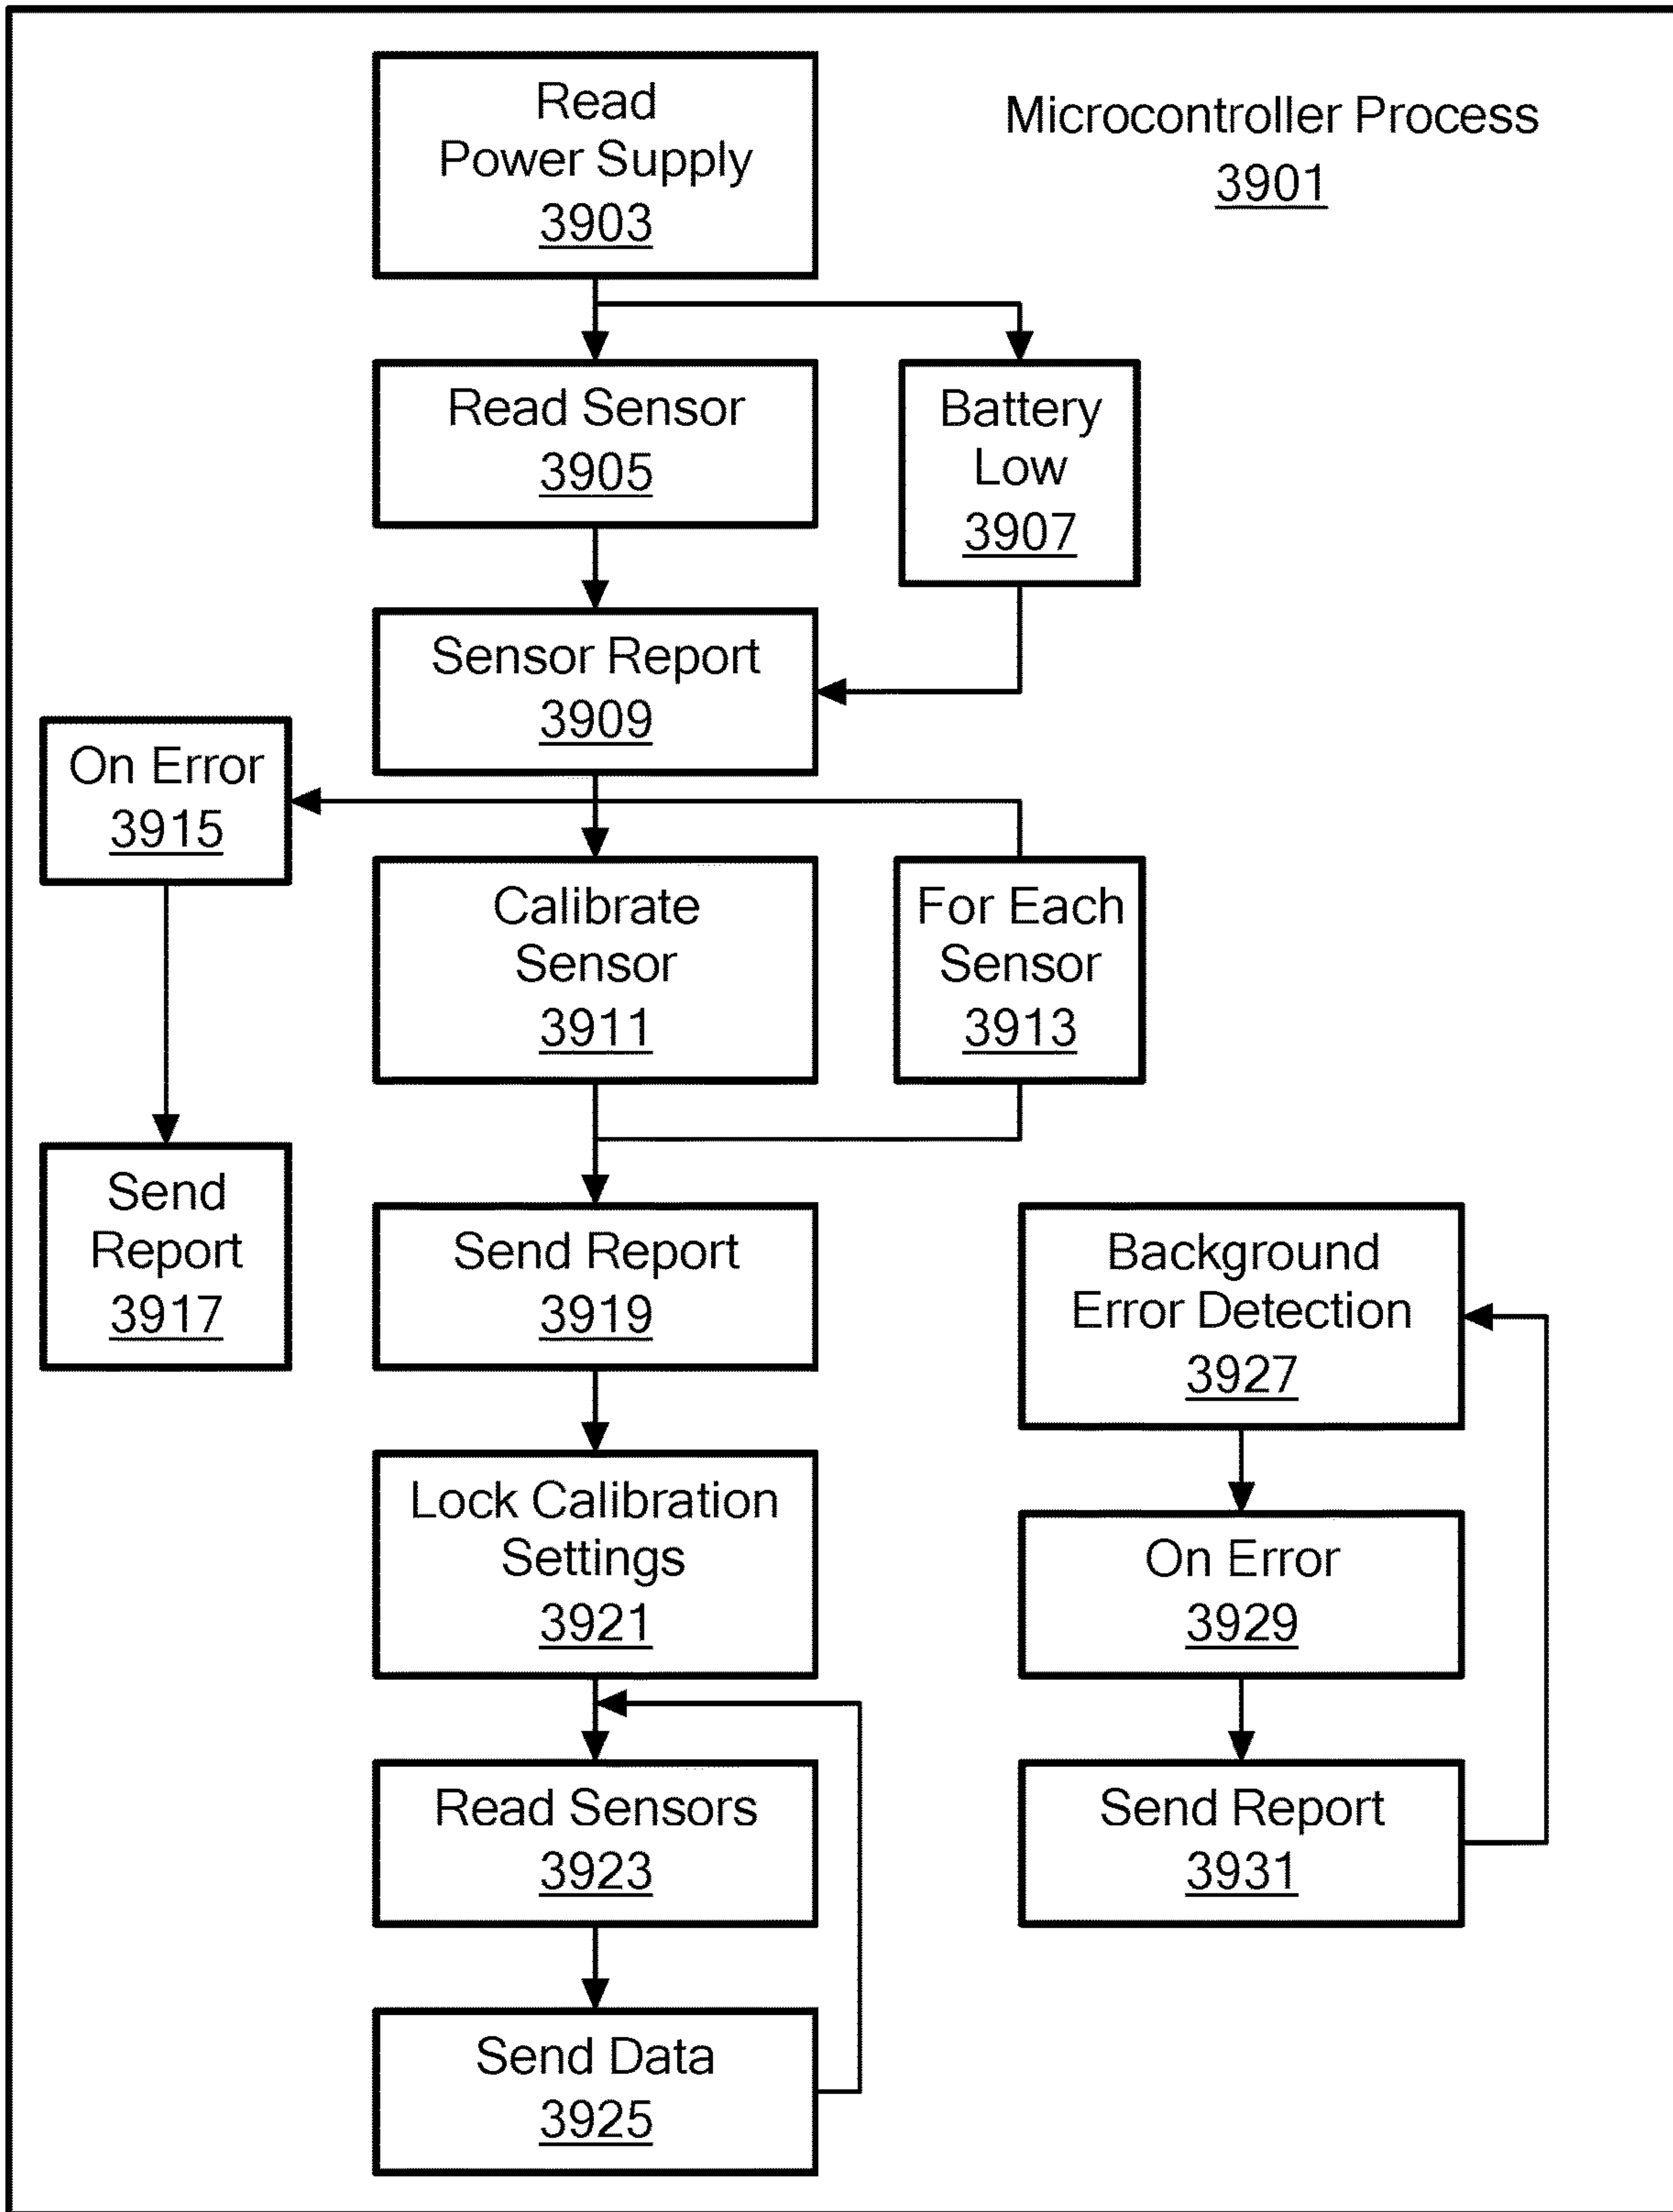 Read
Power Supply
3903
Microcontroller Process
3901
Read Sensor
3905
Battery
Low
3907
Sensor Report
3909
On Error
3915
Calibrate
Sensor
3911
For Each
Sensor
3913
Send
Report
3917
Send Report
3919
Background
Error Detection
3927
Lock Calibration
Settings
3921
On Error
3929
Read Sensors
3923
Send Report
3931
Send Data
3925